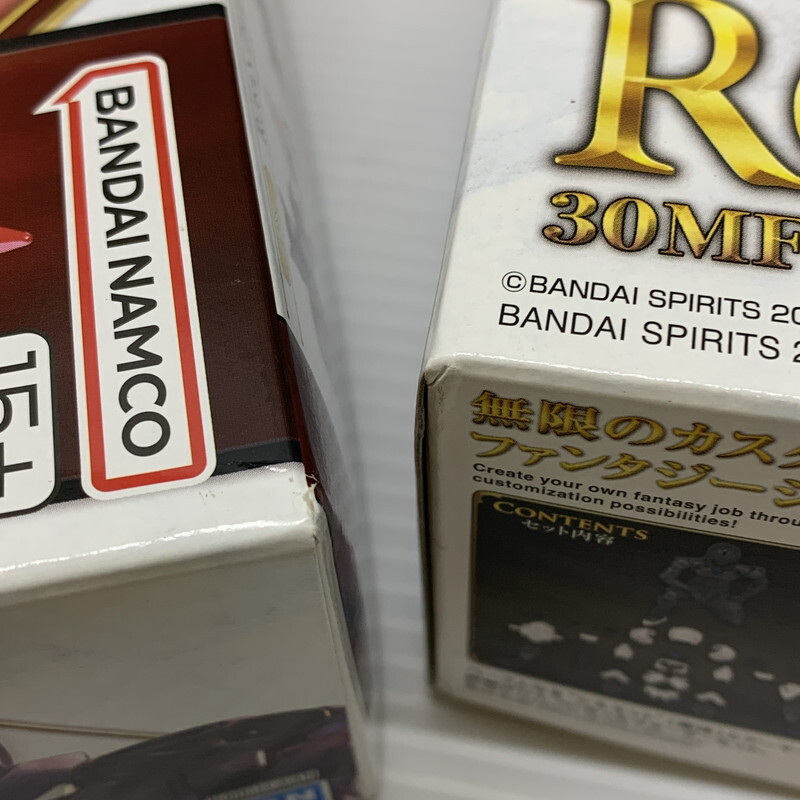 BANDAI NAMCO
15+
R
30MF
©BANDAI SPIRITS 20
BANDAI SPIRITS 2
無限のカスタ
ファンタジー
Create your own fantasy job throu
customization possibilities!
CONTENTS
セット内容